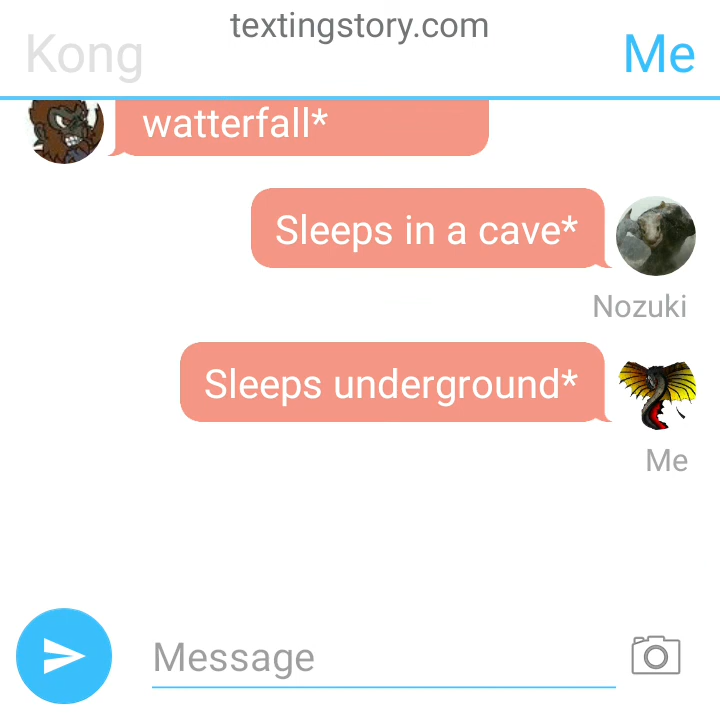 textingstory.com
Kong
Me
watterfall*
Sleeps in a cave*
Nozuki
Sleeps underground*
Me
Message